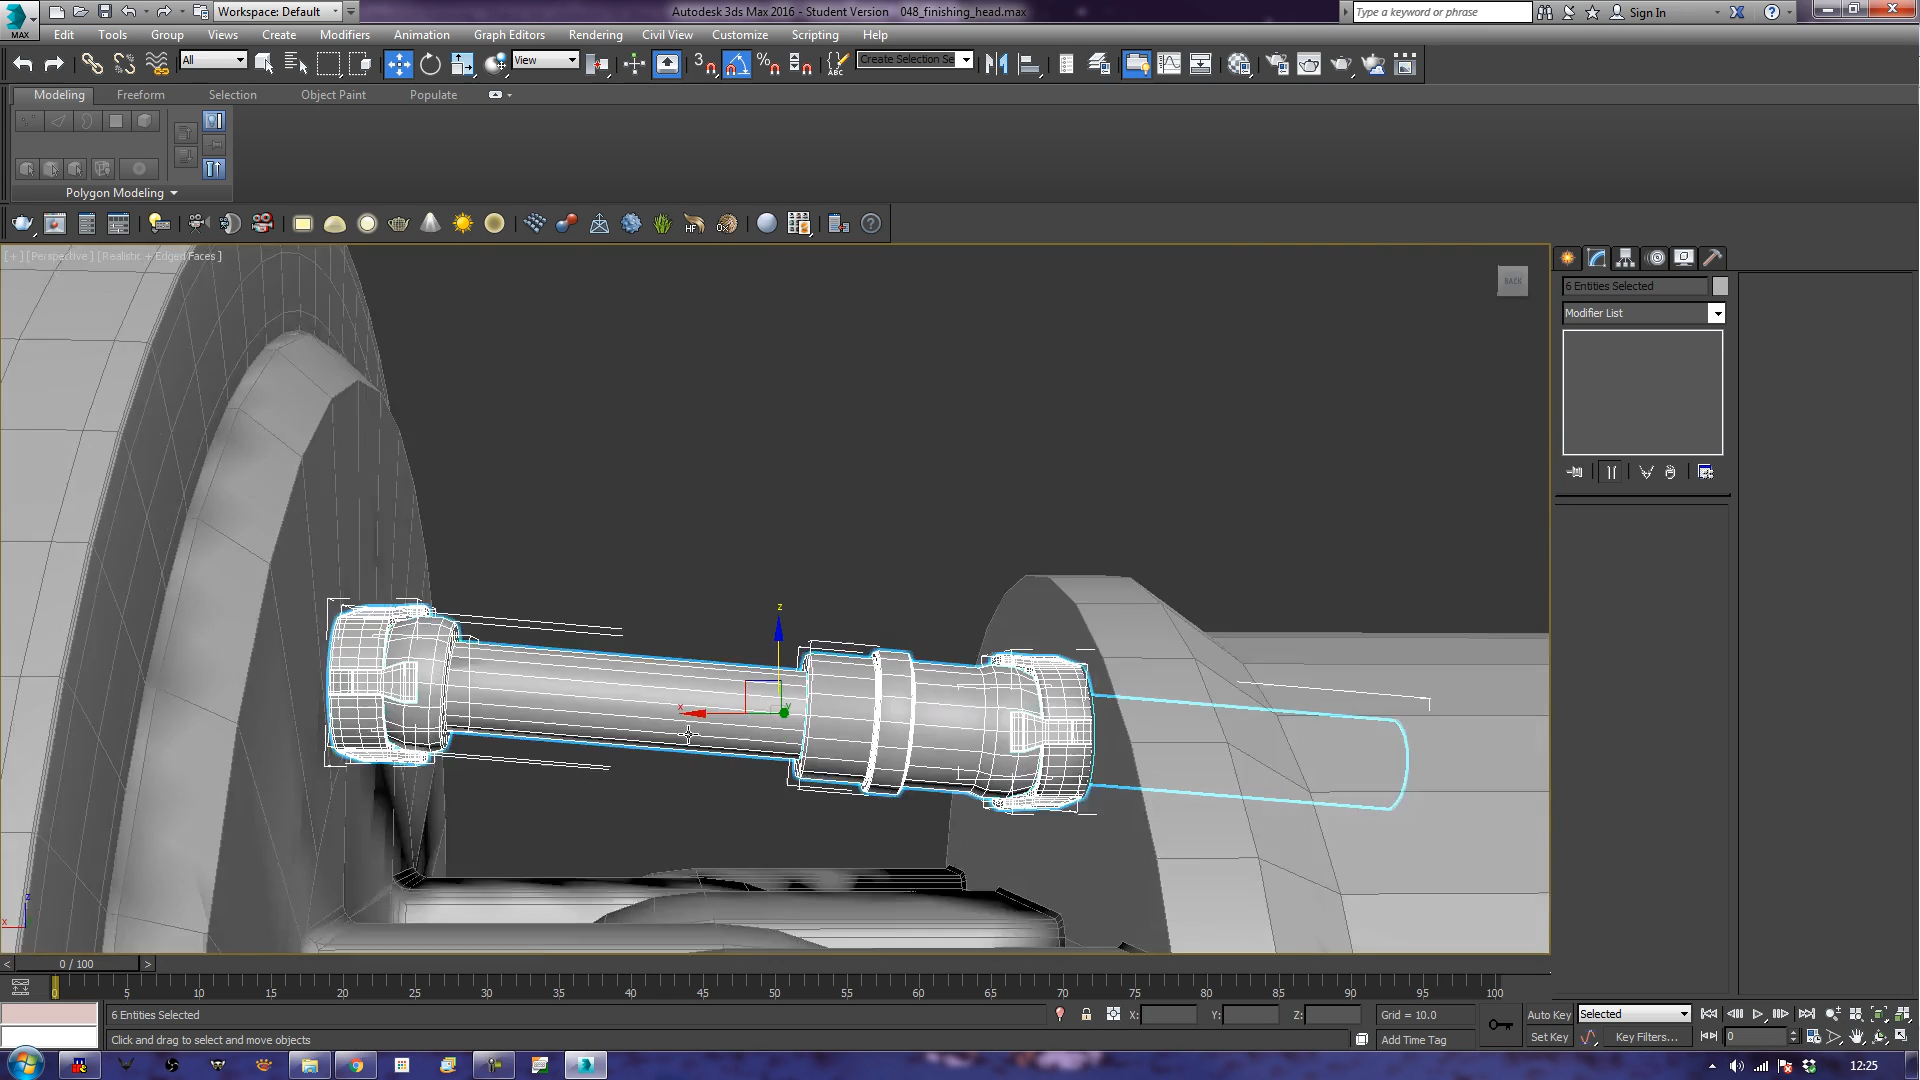 Workspace: Default
Autodesk 3ds Max 2016 - Student Version 048_finishing_head.max
Type a keyword or phrase
Sign In
MAX
Edit Tools Group Views Create Modifiers Animation Graph Editors Rendering Civil View Customize Scripting Help
All
View
3
ABC
Create Selection Se
Modeling Freeform Selection Object Paint Populate
Polygon Modeling
HF
[ + ] [ Perspective ] [ Realistic + Edged Faces ]
BACK
6 Entities Selected
Modifier List
z
x
y
z
x
< 0 / 100 >
0 5 10 15 20 25 30 35 40 45 50 55 60 65 70 75 80 85 90 95 100
6 Entities Selected
X: Y: Z: Grid = 10.0
Auto Key Selected
Click and drag to select and move objects
Add Time Tag
Set Key Key Filters... 0
12:25